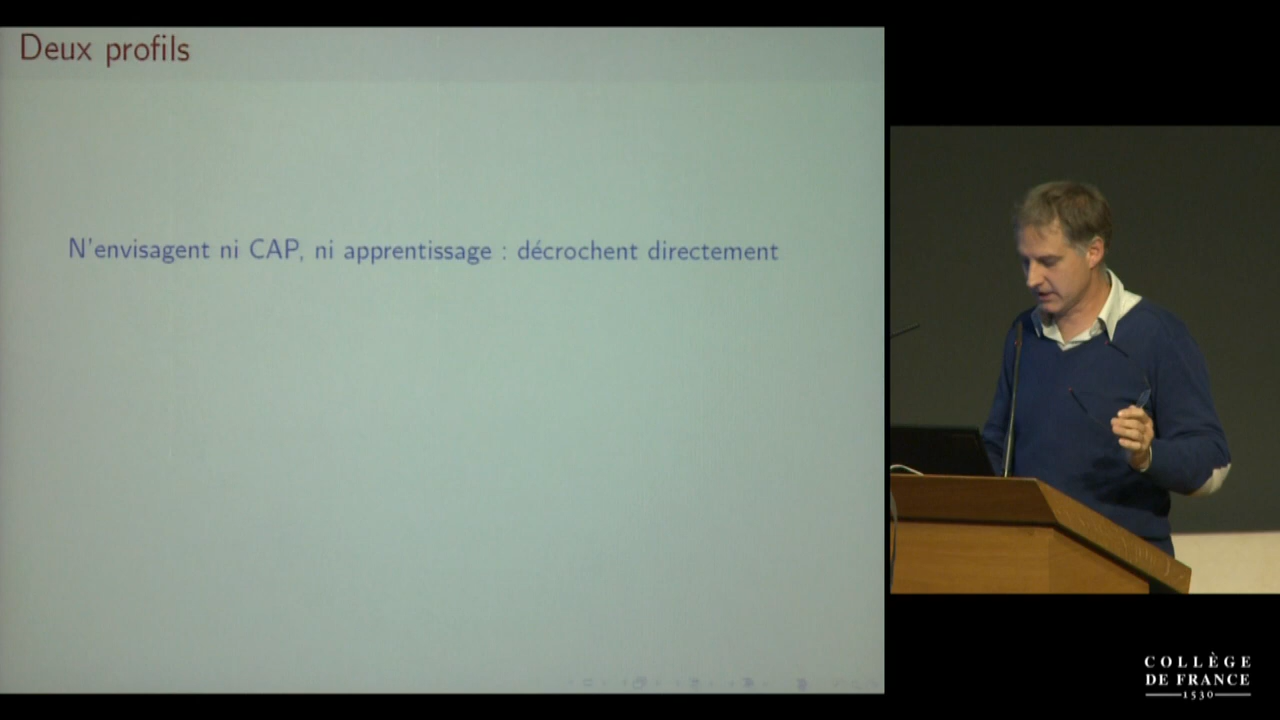 Deux profils
N'envisagent ni CAP, ni apprentissage : décrochent directement
COLLÈGE
DE FRANCE
1530